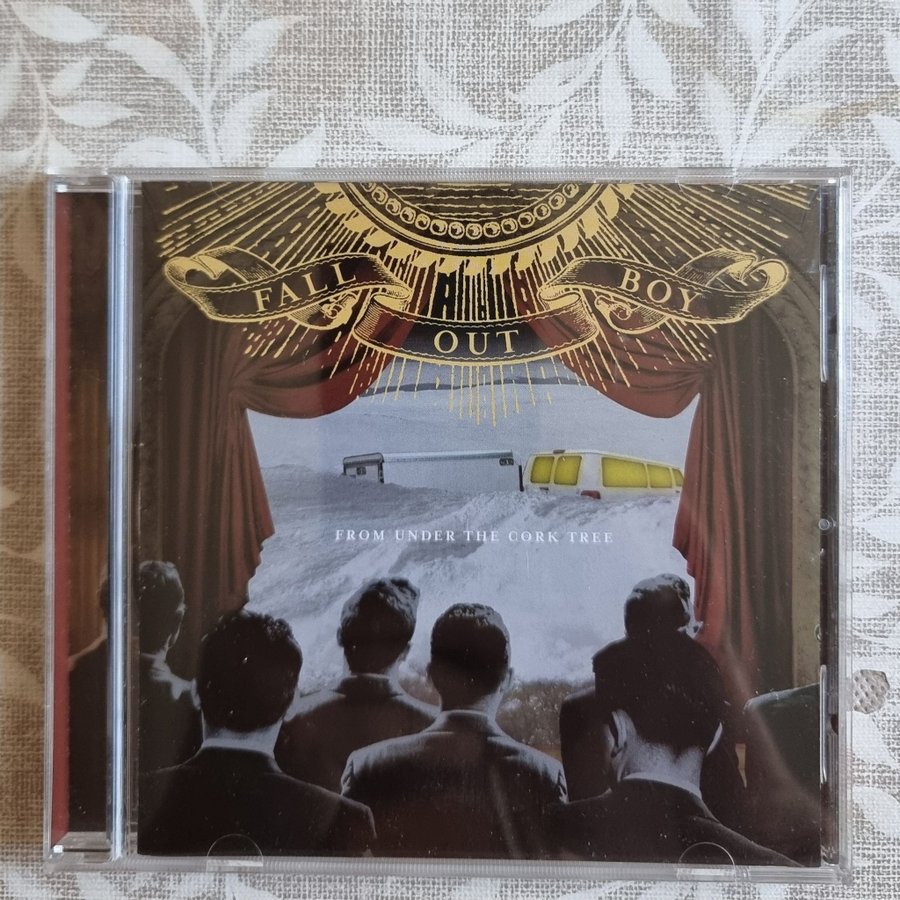 FALL OUT BOY
FROM UNDER THE CORK TREE